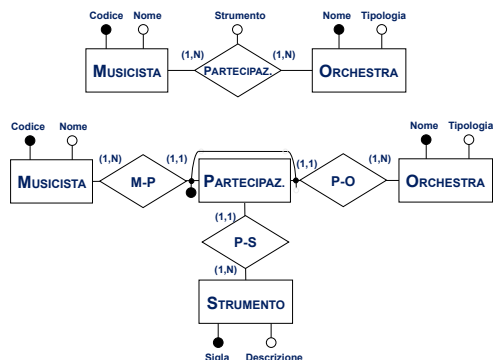 Codice Nome Strumento Nome Tipologia
(1,N) (1,N)
MUSICISTA PARTECIPAZ. ORCHESTRA
Codice Nome Nome Tipologia
(1,N) (1,1) (1,1) (1,N)
MUSICISTA M-P PARTECIPAZ. P-O ORCHESTRA
(1,1)
P-S
(1,N)
STRUMENTO
Sigla Descrizione